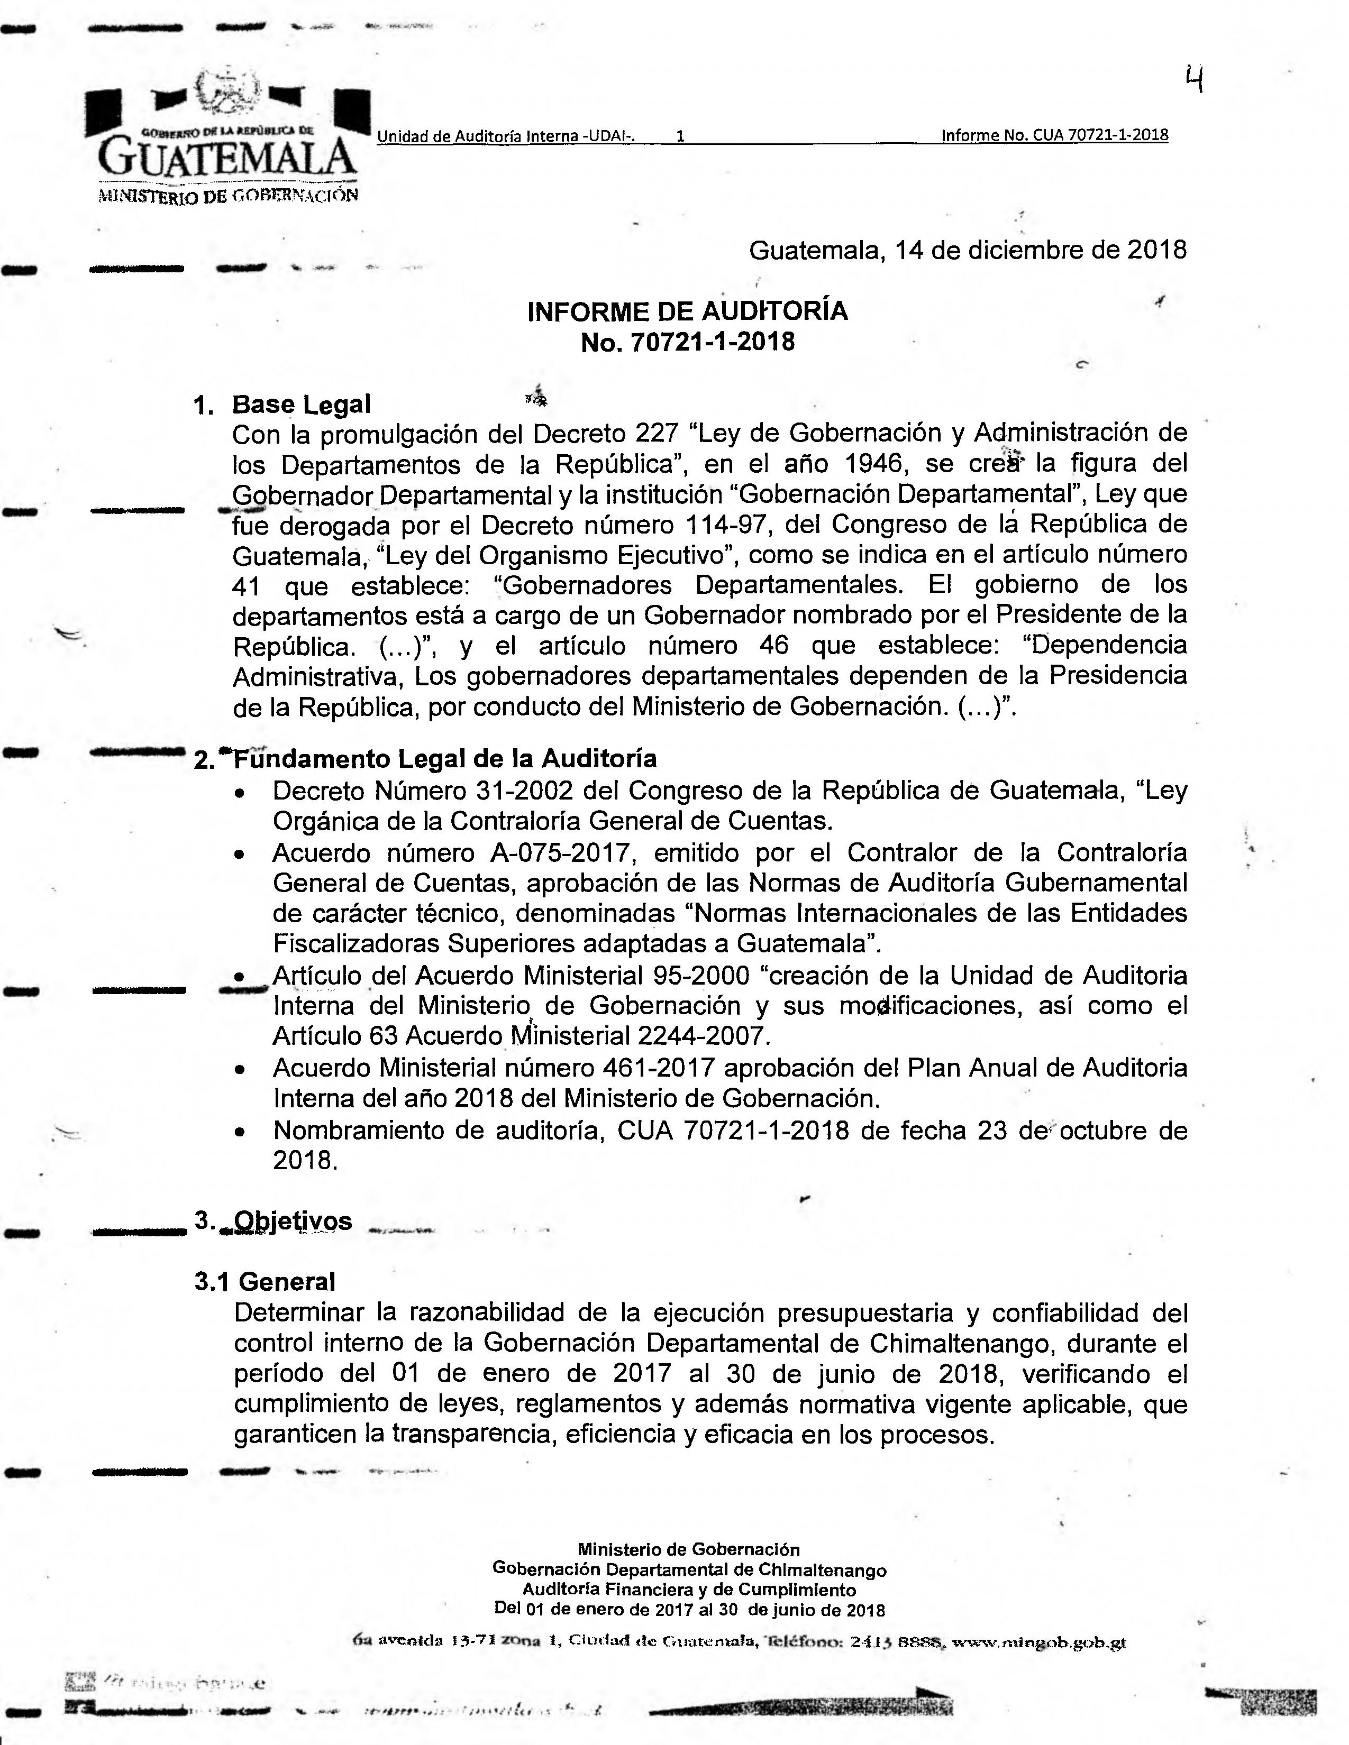 4
GOBIERNO DE LA REPÚBLICA DE
GUATEMALA
MINISTERIO DE GOBERNACIÓN
Unidad de Auditoría Interna -UDAI-. 1 Informe No. CUA 70721-1-2018
Guatemala, 14 de diciembre de 2018
INFORME DE AUDITORÍA
No. 70721-1-2018
1. Base Legal
Con la promulgación del Decreto 227 “Ley de Gobernación y Administración de
los Departamentos de la República”, en el año 1946, se crea la figura del
Gobernador Departamental y la institución “Gobernación Departamental”, Ley que
fue derogada por el Decreto número 114-97, del Congreso de la República de
Guatemala, “Ley del Organismo Ejecutivo”, como se indica en el artículo número
41 que establece: “Gobernadores Departamentales. El gobierno de los
departamentos está a cargo de un Gobernador nombrado por el Presidente de la
República. (...)”, y el artículo número 46 que establece: “Dependencia
Administrativa, Los gobernadores departamentales dependen de la Presidencia
de la República, por conducto del Ministerio de Gobernación. (...)”.
2. Fundamento Legal de la Auditoría
• Decreto Número 31-2002 del Congreso de la República de Guatemala, “Ley
Orgánica de la Contraloría General de Cuentas.
• Acuerdo número A-075-2017, emitido por el Contralor de la Contraloría
General de Cuentas, aprobación de las Normas de Auditoría Gubernamental
de carácter técnico, denominadas “Normas Internacionales de las Entidades
Fiscalizadoras Superiores adaptadas a Guatemala”.
• Artículo del Acuerdo Ministerial 95-2000 “creación de la Unidad de Auditoria
Interna del Ministerio de Gobernación y sus modificaciones, así como el
Artículo 63 Acuerdo Ministerial 2244-2007.
• Acuerdo Ministerial número 461-2017 aprobación del Plan Anual de Auditoria
Interna del año 2018 del Ministerio de Gobernación.
• Nombramiento de auditoría, CUA 70721-1-2018 de fecha 23 de octubre de
2018.
3. Objetivos
3.1 General
Determinar la razonabilidad de la ejecución presupuestaria y confiabilidad del
control interno de la Gobernación Departamental de Chimaltenango, durante el
período del 01 de enero de 2017 al 30 de junio de 2018, verificando el
cumplimiento de leyes, reglamentos y además normativa vigente aplicable, que
garanticen la transparencia, eficiencia y eficacia en los procesos.
Ministerio de Gobernación
Gobernación Departamental de Chimaltenango
Auditoría Financiera y de Cumplimiento
Del 01 de enero de 2017 al 30 de junio de 2018
6a avenida 13-71 zona 1, Ciudad de Guatemala, Teléfono: 2413 8888, www.mingob.gob.gt